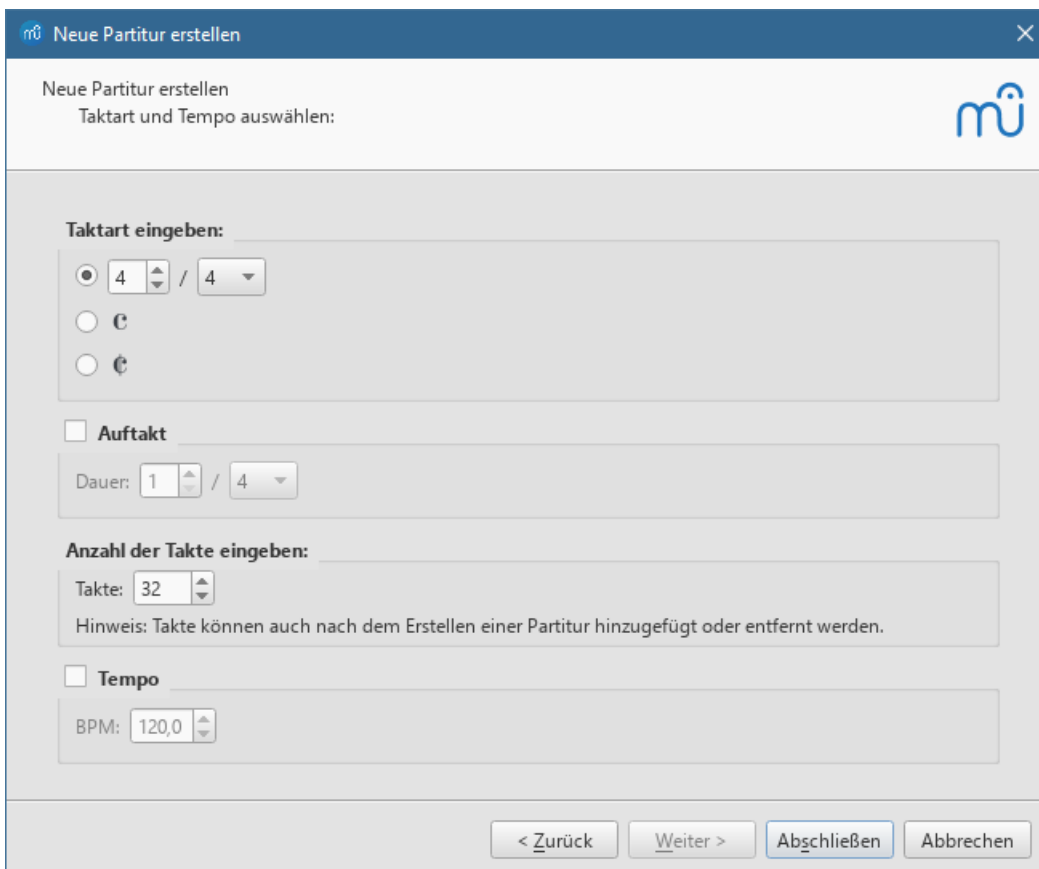 Neue Partitur erstellen
Neue Partitur erstellen
Taktart und Tempo auswählen:
Taktart eingeben:
4 / 4
Auftakt
Dauer: 1 / 4
Anzahl der Takte eingeben:
Takte: 32
Hinweis: Takte können auch nach dem Erstellen einer Partitur hinzugefügt oder entfernt werden.
Tempo
BPM: 120,0
< Zurück Weiter > Abschließen Abbrechen